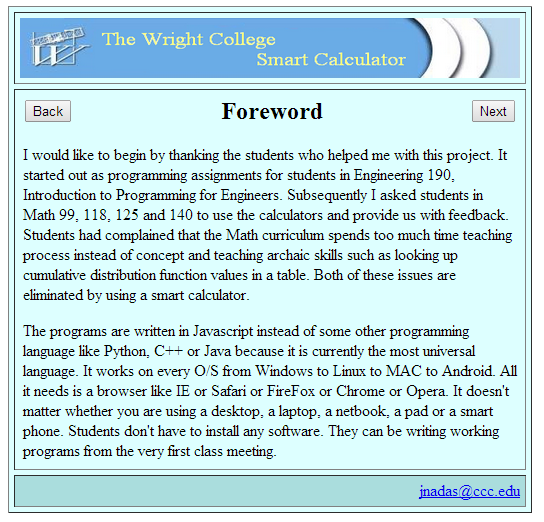 The Wright College
Smart Calculator
Back
Foreword
Next
I would like to begin by thanking the students who helped me with this project. It
started out as programming assignments for students in Engineering 190,
Introduction to Programming for Engineers. Subsequently I asked students in
Math 99, 118, 125 and 140 to use the calculators and provide us with feedback.
Students had complained that the Math curriculum spends too much time teaching
process instead of concept and teaching archaic skills such as looking up
cumulative distribution function values in a table. Both of these issues are
eliminated by using a smart calculator.
The programs are written in Javascript instead of some other programming
language like Python, C++ or Java because it is currently the most universal
language. It works on every O/S from Windows to Linux to MAC to Android. All
it needs is a browser like IE or Safari or FireFox or Chrome or Opera. It doesn't
matter whether you are using a desktop, a laptop, a netbook, a pad or a smart
phone. Students don't have to install any software. They can be writing working
programs from the very first class meeting.
jnadas@ccc.edu